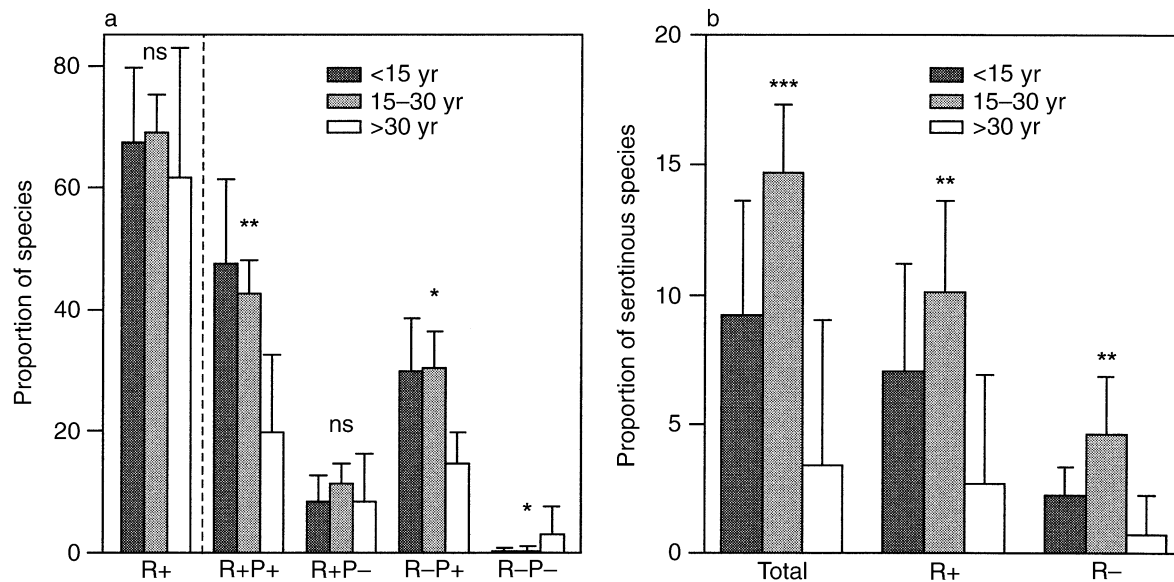 a
ns
<15 yr
15–30 yr
>30 yr
**
ns
*
*
Proportion of species
80
60
40
20
0
R+
R+P+
R+P–
R–P+
R–P–
b
<15 yr
15–30 yr
>30 yr
***
**
**
Proportion of serotinous species
20
15
10
5
0
Total
R+
R–